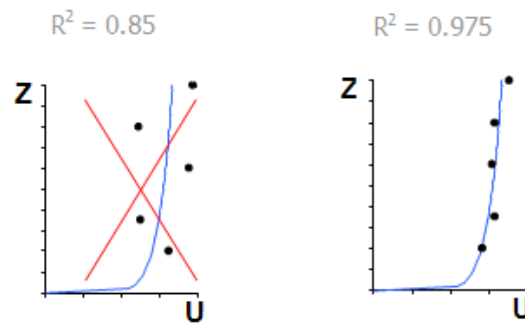 R² = 0.85
R² = 0.975
Z
Z
U
U